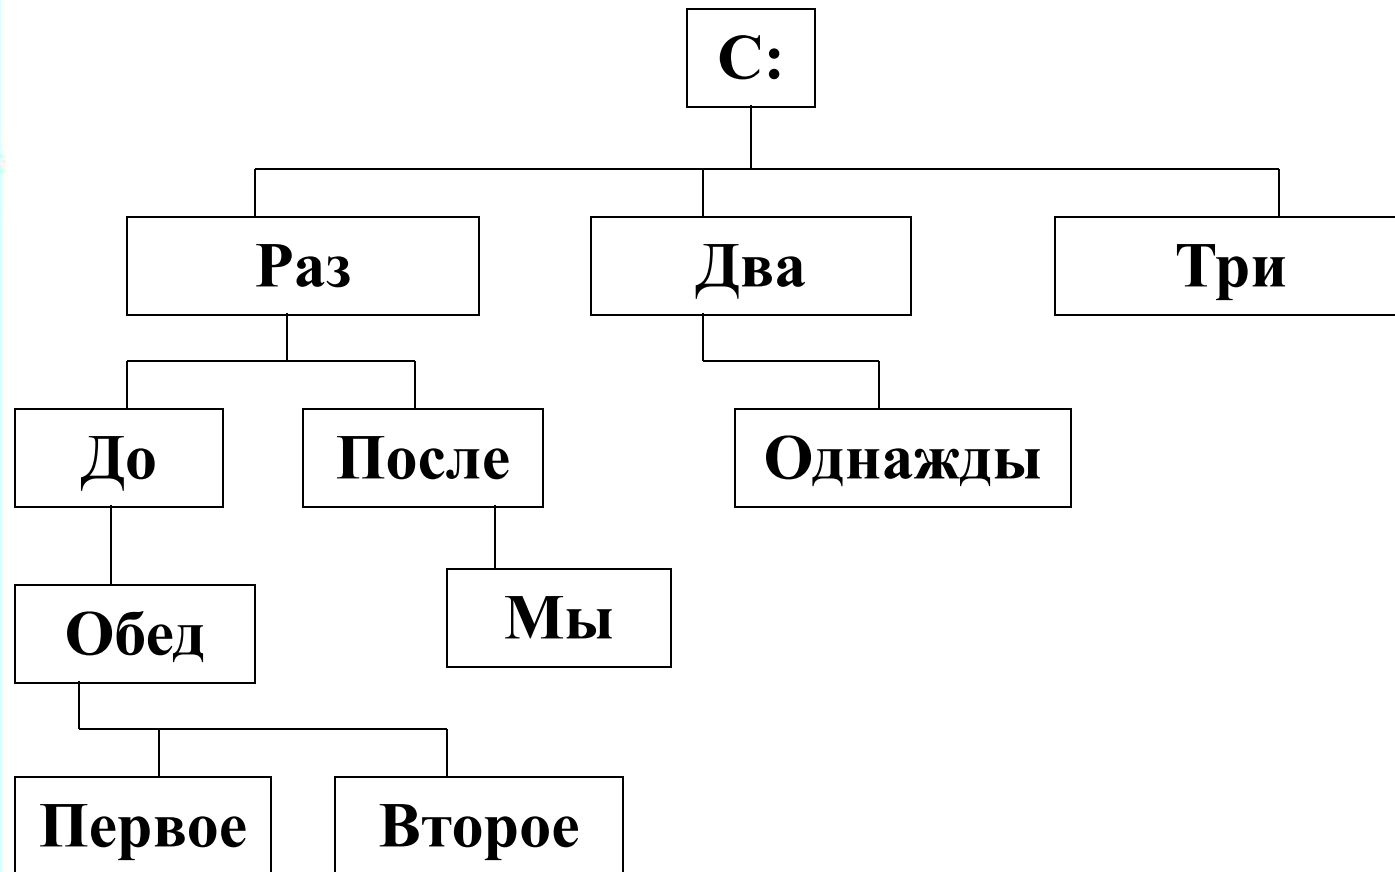 С:
Раз Два Три
До После Однажды
Обед Мы
Первое Второе